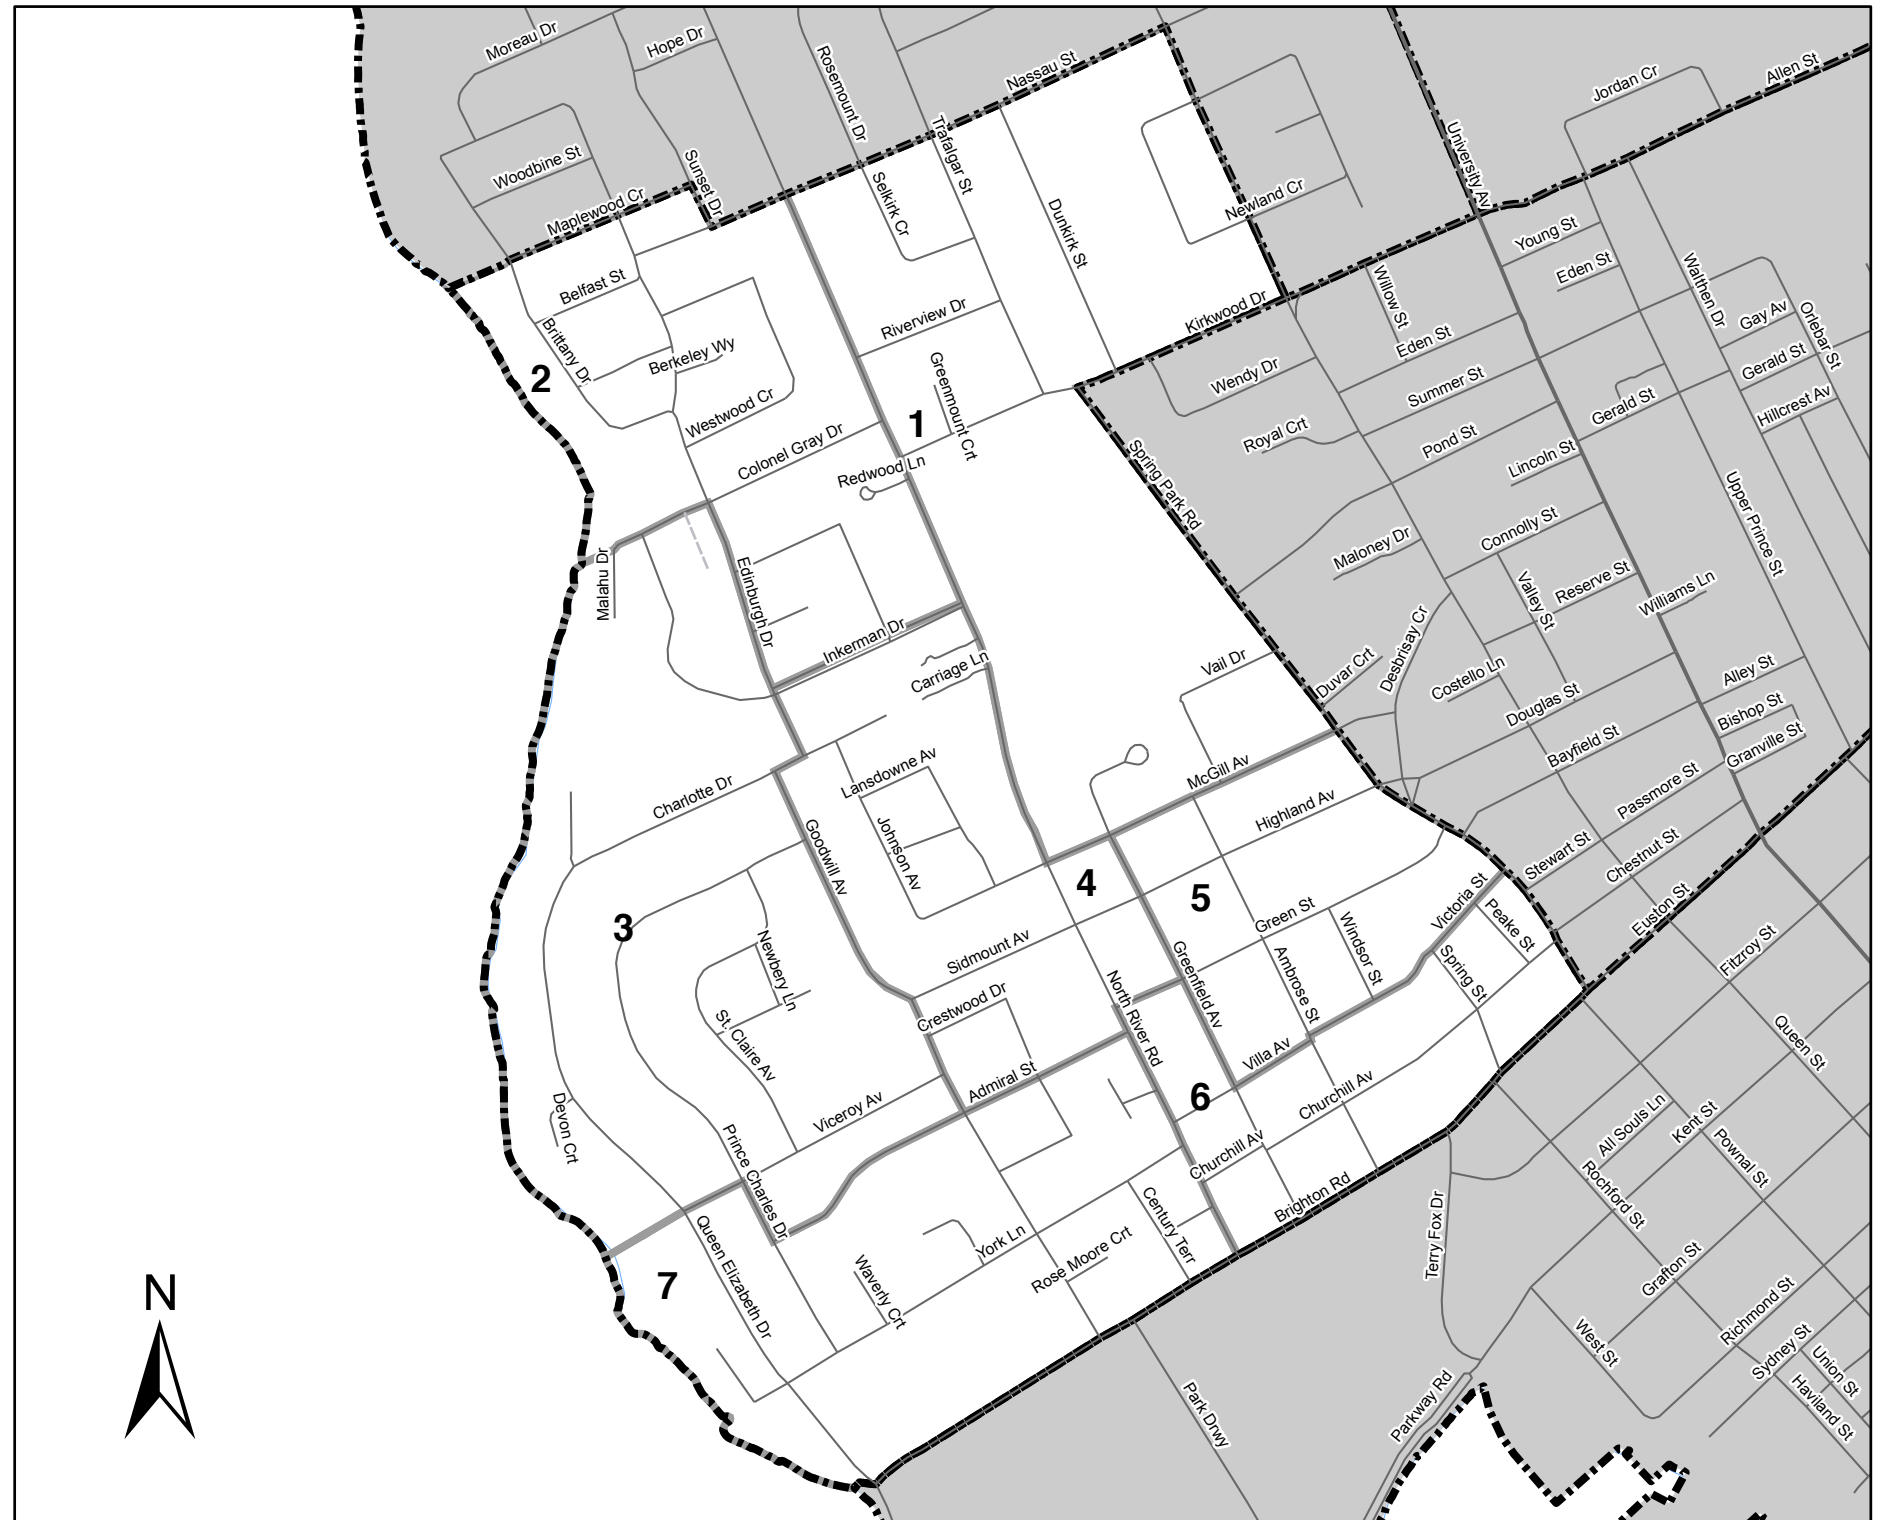 Moreau Dr
Hope Dr
Rosemount Dr
Nassau St
Jordan Cr
Allen St
Woodbine St
Sunset Dr
Trafalgar St
University Av
Maplewood Cr
Selkirk Cr
Dunkirk St
Newland Cr
Young St
Eden St
Walthen Dr
Belfast St
Brittany Dr
Berkeley Wy
Riverview Dr
Kirkwood Dr
Willow St
Eden St
Gay Av
Orlebar St
Gerald St
2
Westwood Cr
Greenmount Crt
Wendy Dr
Summer St
Gerald St
Hillcrest Av
1
Colonel Gray Dr
Redwood Ln
Royal Crt
Pond St
Lincoln St
Spring Park Rd
Upper Prince St
Malahu Dr
Edinburgh Dr
Maloney Dr
Connolly St
Valley St
Reserve St
Williams Ln
Inkerman Dr
Carriage Ln
Vail Dr
Duvar Crt
Desbrisay Cr
Costello Ln
Alley St
Douglas St
Bishop St
Granville St
Bayfield St
Charlotte Dr
Lansdowne Av
McGill Av
Highland Av
Passmore St
Goodwill Av
Johnson Av
Stewart St
Chestnut St
3
4
5
Newbery Ln
Sidmount Av
Green St
Windsor St
Victoria St
Peake St
Euston St
Fitzroy St
St. Claire Av
Crestwood Dr
North River Rd
Greenfield Av
Ambrose St
Spring St
Queen St
Devon Crt
Viceroy Av
Admiral St
6
Villa Av
Churchill Av
Churchill Av
All Souls Ln
Kent St
Pownal St
Prince Charles Dr
Century Terr
Brighton Rd
Rochford St
Terry Fox Dr
7
Queen Elizabeth Dr
Waverly Crt
York Ln
Rose Moore Crt
Grafton St
Richmond St
West St
Sydney St
Union St
Haviland St
Park Drwy
Parkway Rd
N